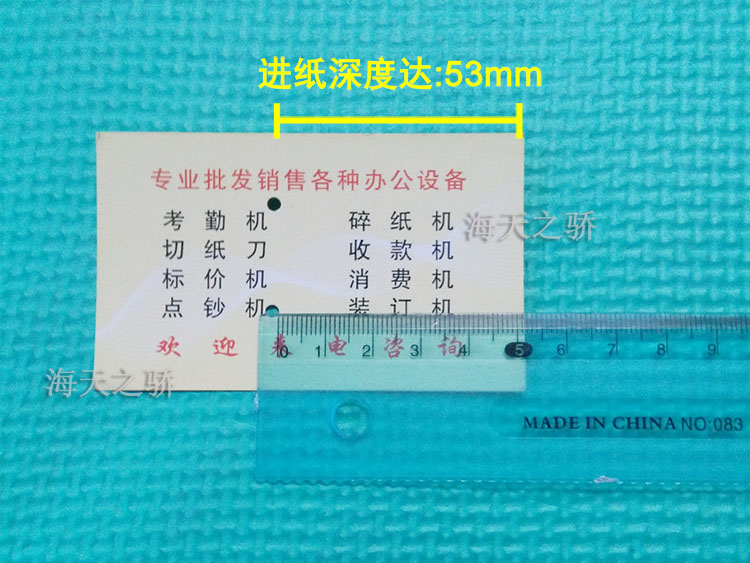 进纸深度达:53mm
专业批发销售各种办公设备
考勤机 碎纸机
切纸刀 收款机
标价机 消费机
点钞机 装订机
欢迎来电咨询
海天之骄
海天之骄
0 1 2 3 4 5 6 7 8 9
MADE IN CHINA NO:083